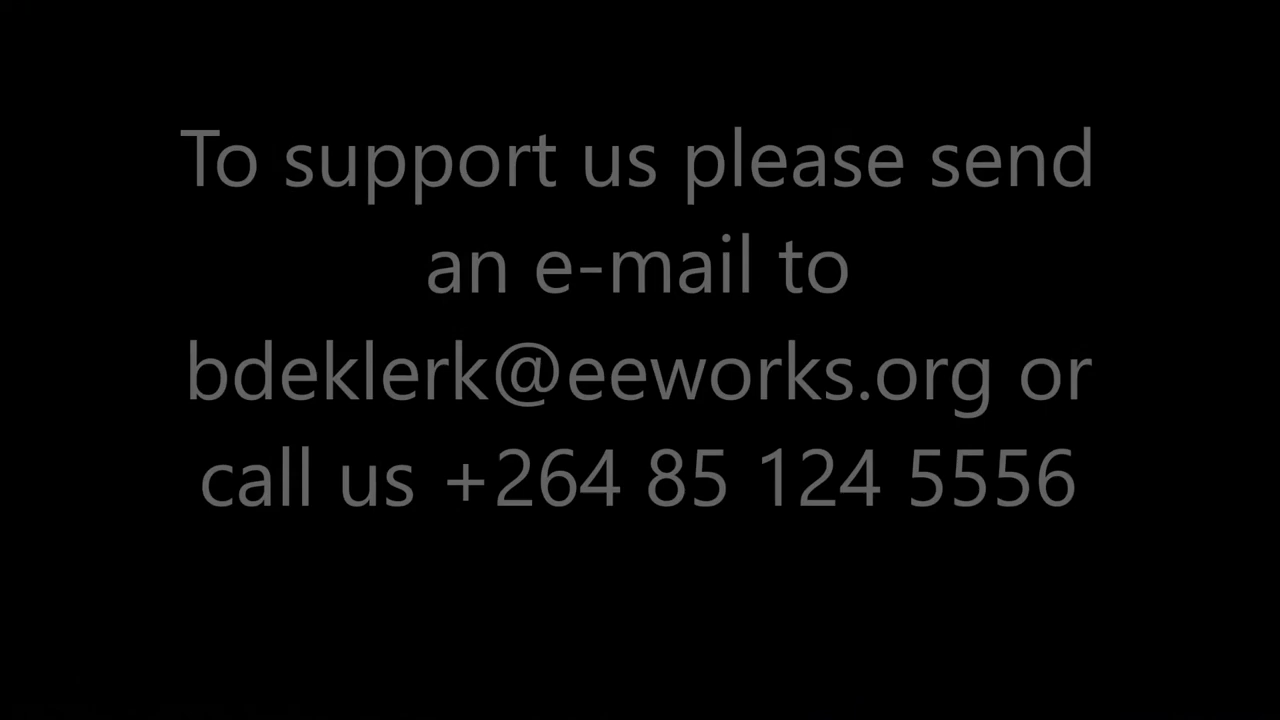 To support us please send
an e-mail to
bdeklerk@eeworks.org or
call us +264 85 124 5556